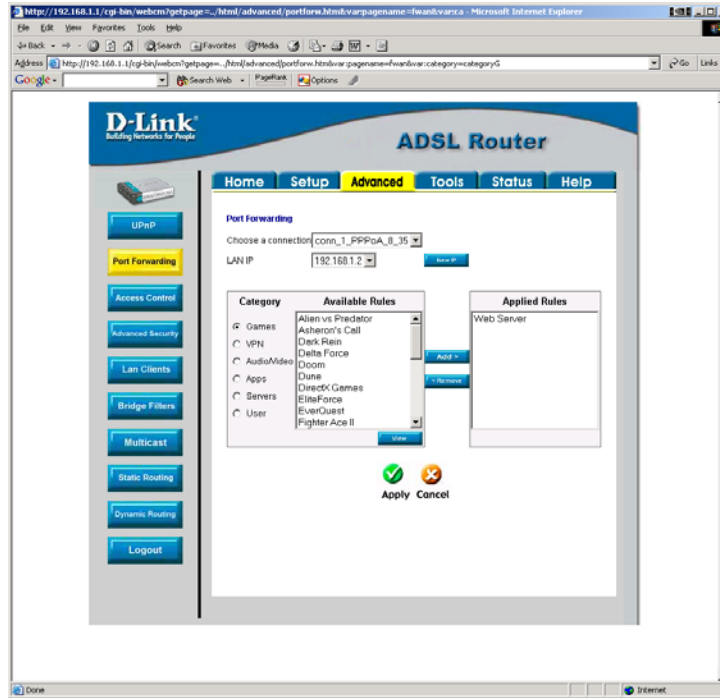 http://192.168.1.1/cgi-bin/webcm?getpage=../html/advanced/portforw.htm&var:pagename=fwan&var:ca - Microsoft Internet Explorer
File Edit View Favorites Tools Help
Back Search Favorites Media
Address http://192.168.1.1/cgi-bin/webcm?getpage=../html/advanced/portforw.htm&var:pagename=fwan&var:category=categoryG Go Links
Google Search Web PageRank Options
D-Link
Building Networks for People
ADSL Router
Home Setup Advanced Tools Status Help
UPnP
Port Forwarding
Access Control
Advanced Security
Lan Clients
Bridge Filters
Multicast
Static Routing
Dynamic Routing
Logout
Port Forwarding
Choose a connection conn_1_PPPoA_8_35
LAN IP 192.168.1.2 New IP
Category Available Rules Applied Rules
Games
VPN
Audio/Video
Apps
Servers
User
Alien vs Predator
Asheron's Call
Dark Rein
Delta Force
Doom
Dune
DirectX Games
EliteForce
EverQuest
Fighter Ace II
View
Add >
< Remove
Web Server
Apply Cancel
Done Internet